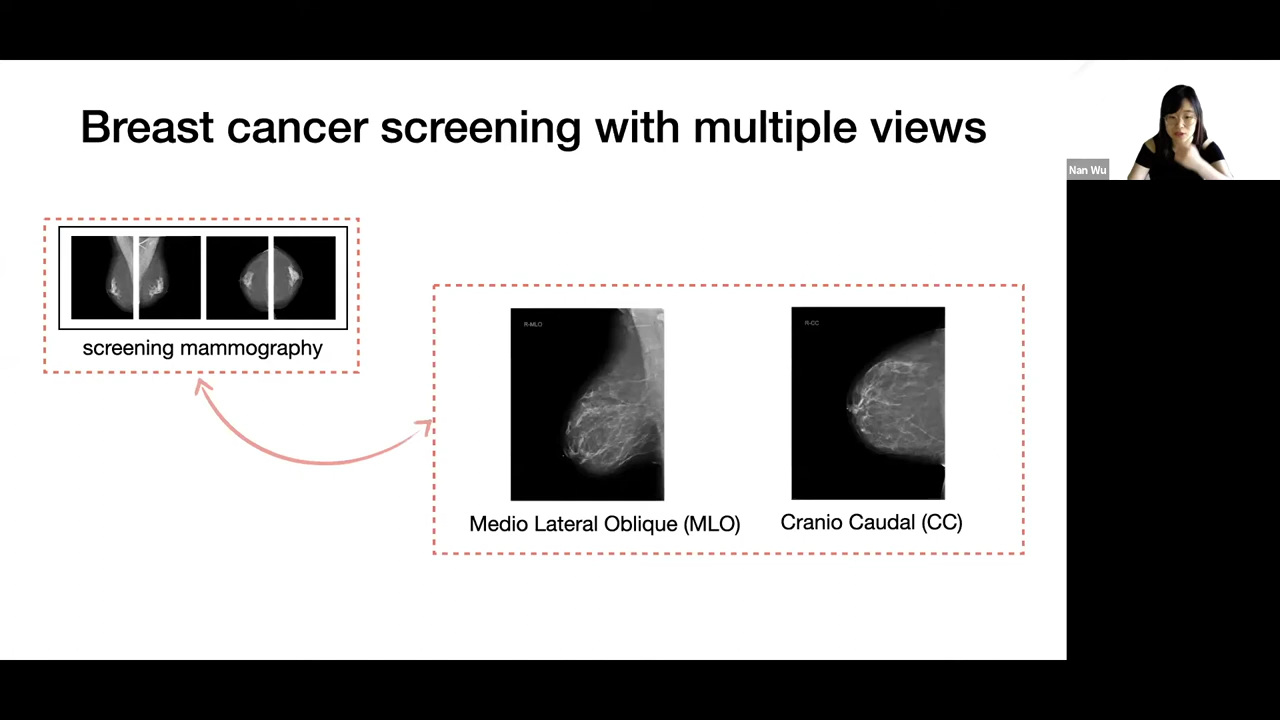 Breast cancer screening with multiple views
Nan Wu
screening mammography
R-MLO
R-CC
Medio Lateral Oblique (MLO)
Cranio Caudal (CC)